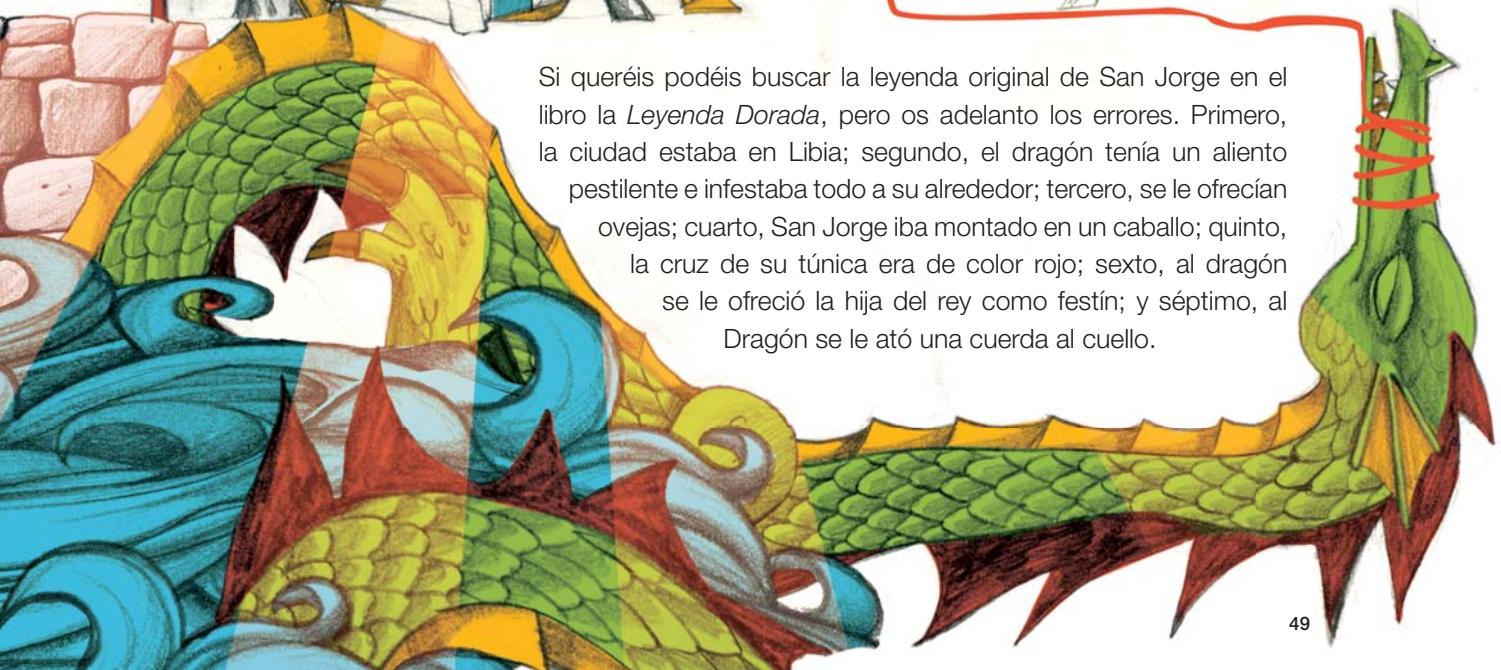 Si queréis podéis buscar la leyenda original de San Jorge en el
libro la Leyenda Dorada, pero os adelanto los errores. Primero,
la ciudad estaba en Libia; segundo, el dragón tenía un aliento
pestilente e infestaba todo a su alrededor; tercero, se le ofrecían
ovejas; cuarto, San Jorge iba montado en un caballo; quinto,
la cruz de su túnica era de color rojo; sexto, al dragón
se le ofreció la hija del rey como festín; y séptimo, al
Dragón se le ató una cuerda al cuello.
49